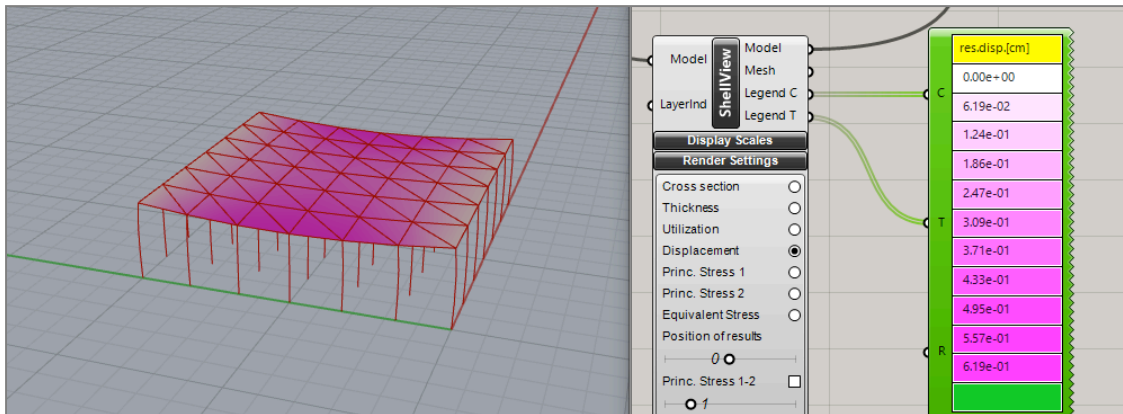 Model
LayerInd
ShellView
Model
Mesh
Legend C
Legend T
Display Scales
Render Settings
Cross section
Thickness
Utilization
Displacement
Princ. Stress 1
Princ. Stress 2
Equivalent Stress
Position of results
0
Princ. Stress 1-2
1
C
T
R
res.disp.[cm]
0.00e+00
6.19e-02
1.24e-01
1.86e-01
2.47e-01
3.09e-01
3.71e-01
4.33e-01
4.95e-01
5.57e-01
6.19e-01